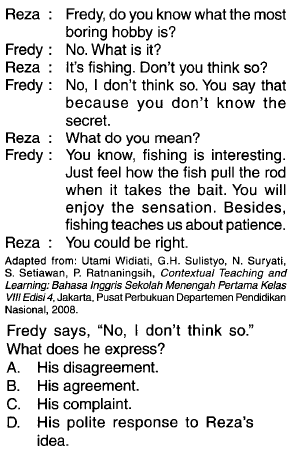 Reza : Fredy, do you know what the most
boring hobby is?
Fredy : No. What is it?
Reza : It's fishing. Don't you think so?
Fredy : No, I don't think so. You say that
because you don't know the
secret.
Reza : What do you mean?
Fredy : You know, fishing is interesting.
Just feel how the fish pull the rod
when it takes the bait. You will
enjoy the sensation. Besides,
fishing teaches us about patience.
Reza : You could be right.
Adapted from: Utami Widiati, G.H. Sulistyo, N. Suryati,
S. Setiawan, P. Ratnaningsih, Contextual Teaching and
Learning: Bahasa Inggris Sekolah Menengah Pertama Kelas
VIII Edisi 4, Jakarta, Pusat Perbukuan Departemen Pendidikan
Nasional, 2008.
Fredy says, "No, I don't think so."
What does he express?
A. His disagreement.
B. His agreement.
C. His complaint.
D. His polite response to Reza's
idea.